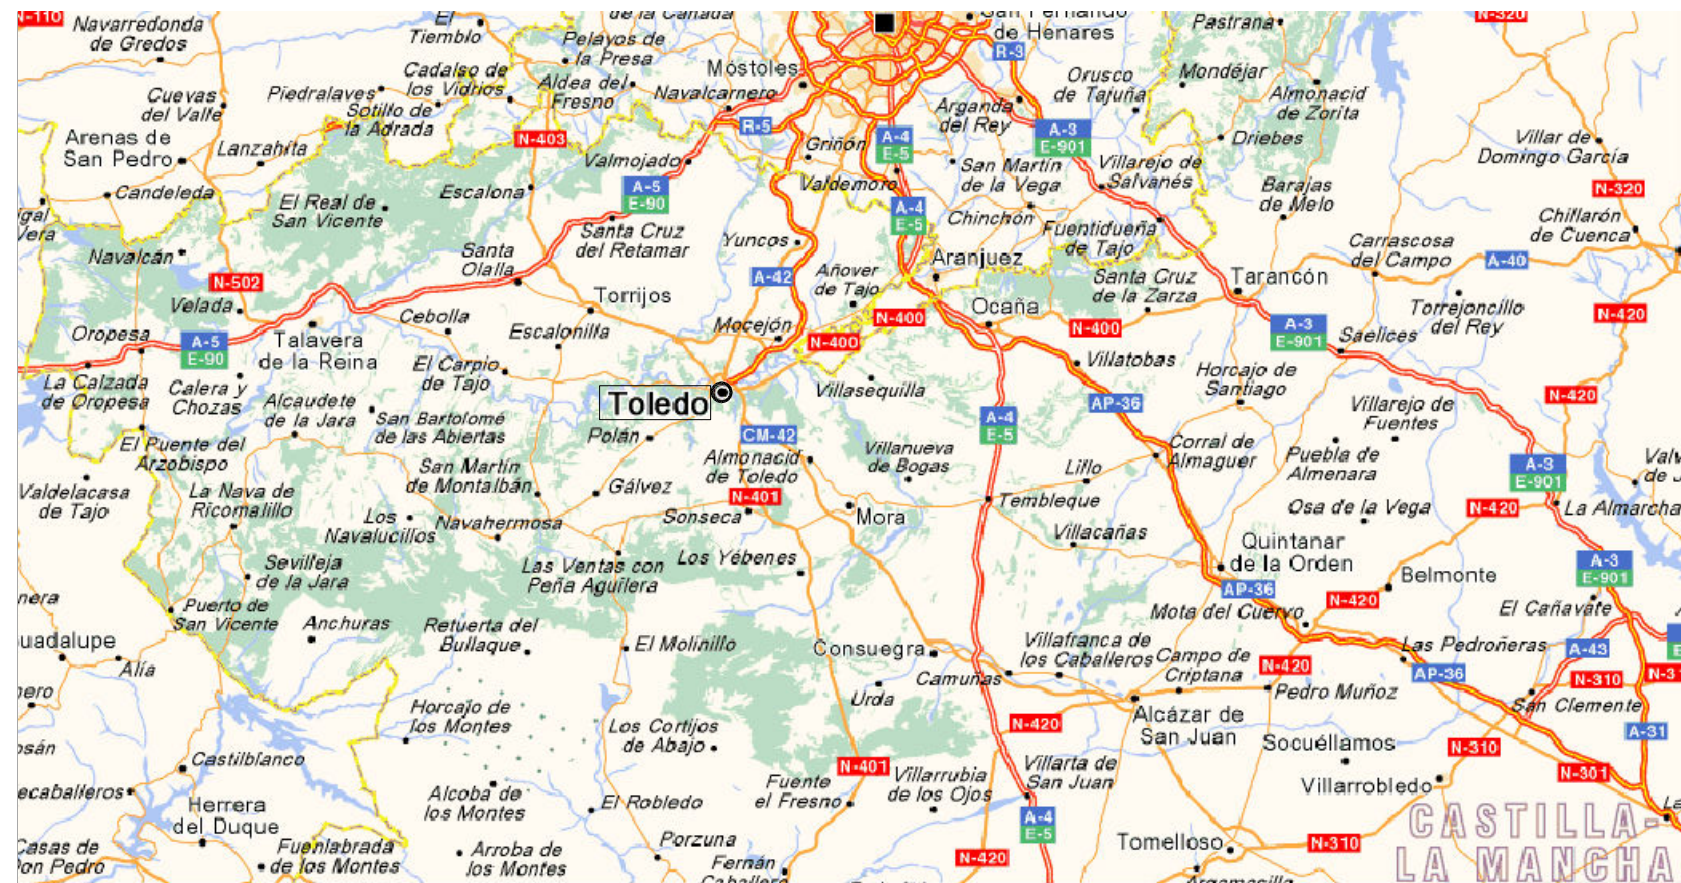 N-110
Navarredonda
de Gredos
El
Tiemblo
de la Cañada
Pelayos de
la Presa
San Fernando
de Henares
R-3
Pastrana
N-320
Cadalso de
los Vidrios
Aldea del
Fresno
Móstoles
Navalcarnero
Orusco
de Tajuña
Mondéjar
Almonacid
de Zorita
Cuevas
del Valle
Piedralaves
Sotillo de
la Adrada
Arganda
del Rey
Arenas de
San Pedro
Lanzahíta
N-403
R-5
Griñón
A-4
E-5
A-3
E-901
Driebes
Villar de
Domingo García
Valmojado
San Martín
de la Vega
Villarejo de
Salvanés
Candeleda
El Real de
San Vicente
Escalona
A-5
E-90
Valdemoro
A-4
E-5
Chinchón
Barajas
de Melo
N-320
Chillarón
de Cuenca
Santa Cruz
del Retamar
Yuncos
Fuentidueña
de Tajo
Carrascosa
del Campo
A-40
Navalcán
Santa
Olalla
Aranjuez
N-502
A-42
Añover
de Tajo
Santa Cruz
de la Zarza
Tarancón
Velada
Torrijos
Ocaña
Torrejoncillo
del Rey
N-420
Oropesa
Cebolla
Escalonilla
Mocejón
N-400
N-400
N-400
A-3
E-901
Saelices
A-5
E-90
Talavera
de la Reina
El Carpio
de Tajo
Villatobas
Horcajo de
Santiago
La Calzada
de Oropesa
Calera y
Chozas
Toledo
Villasequilla
AP-36
N-420
Alcaudete
de la Jara
San Bartolomé
de las Abiertas
Polán
CM-42
A-4
E-5
Villarejo de
Fuentes
El Puente del
Arzobispo
Almonacid
de Toledo
Villanueva
de Bogas
Corral de
Almaguer
Puebla de
Almenara
A-3
E-901
Valdelacasa
de Tajo
La Nava de
Ricomalillo
San Martín
de Montalbán
Gálvez
N-401
Lillo
Tembleque
Osa de la Vega
N-420
La Almarcha
Los
Navalucillos
Navahermosa
Sonseca
Mora
Villacañas
Sevilleja
de la Jara
Las Ventas con
Peña Aguilera
Los Yébenes
Quintanar
de la Orden
Belmonte
A-3
E-901
AP-36
N-420
El Cañavate
Puerto de
San Vicente
Anchuras
Retuerta del
Bullaque
El Molinillo
Mota del Cuervo
Las Pedroñeras
A-43
Alía
Consuegra
Camuñas
Villafranca de
los Caballeros
Campo de
Criptana
N-420
Pedro Muñoz
AP-36
N-310
San Clemente
Urda
Horcajo de
los Montes
Los Cortijos
de Abajo
N-420
Alcázar de
San Juan
Socuéllamos
N-310
A-31
Castilblanco
N-401
Villarrubia
de los Ojos
Villarta de
San Juan
Villarrobledo
N-301
Herrera
del Duque
Alcoba de
los Montes
El Robledo
Fuente
el Fresno
A-4
E-5
CASTILLA-
LA MANCHA
Casas de
Don Pedro
Fuenlabrada
de los Montes
Arroba de
los Montes
Porzuna
Fernán
Caballero
N-420
Tomelloso
N-310
Argamasilla